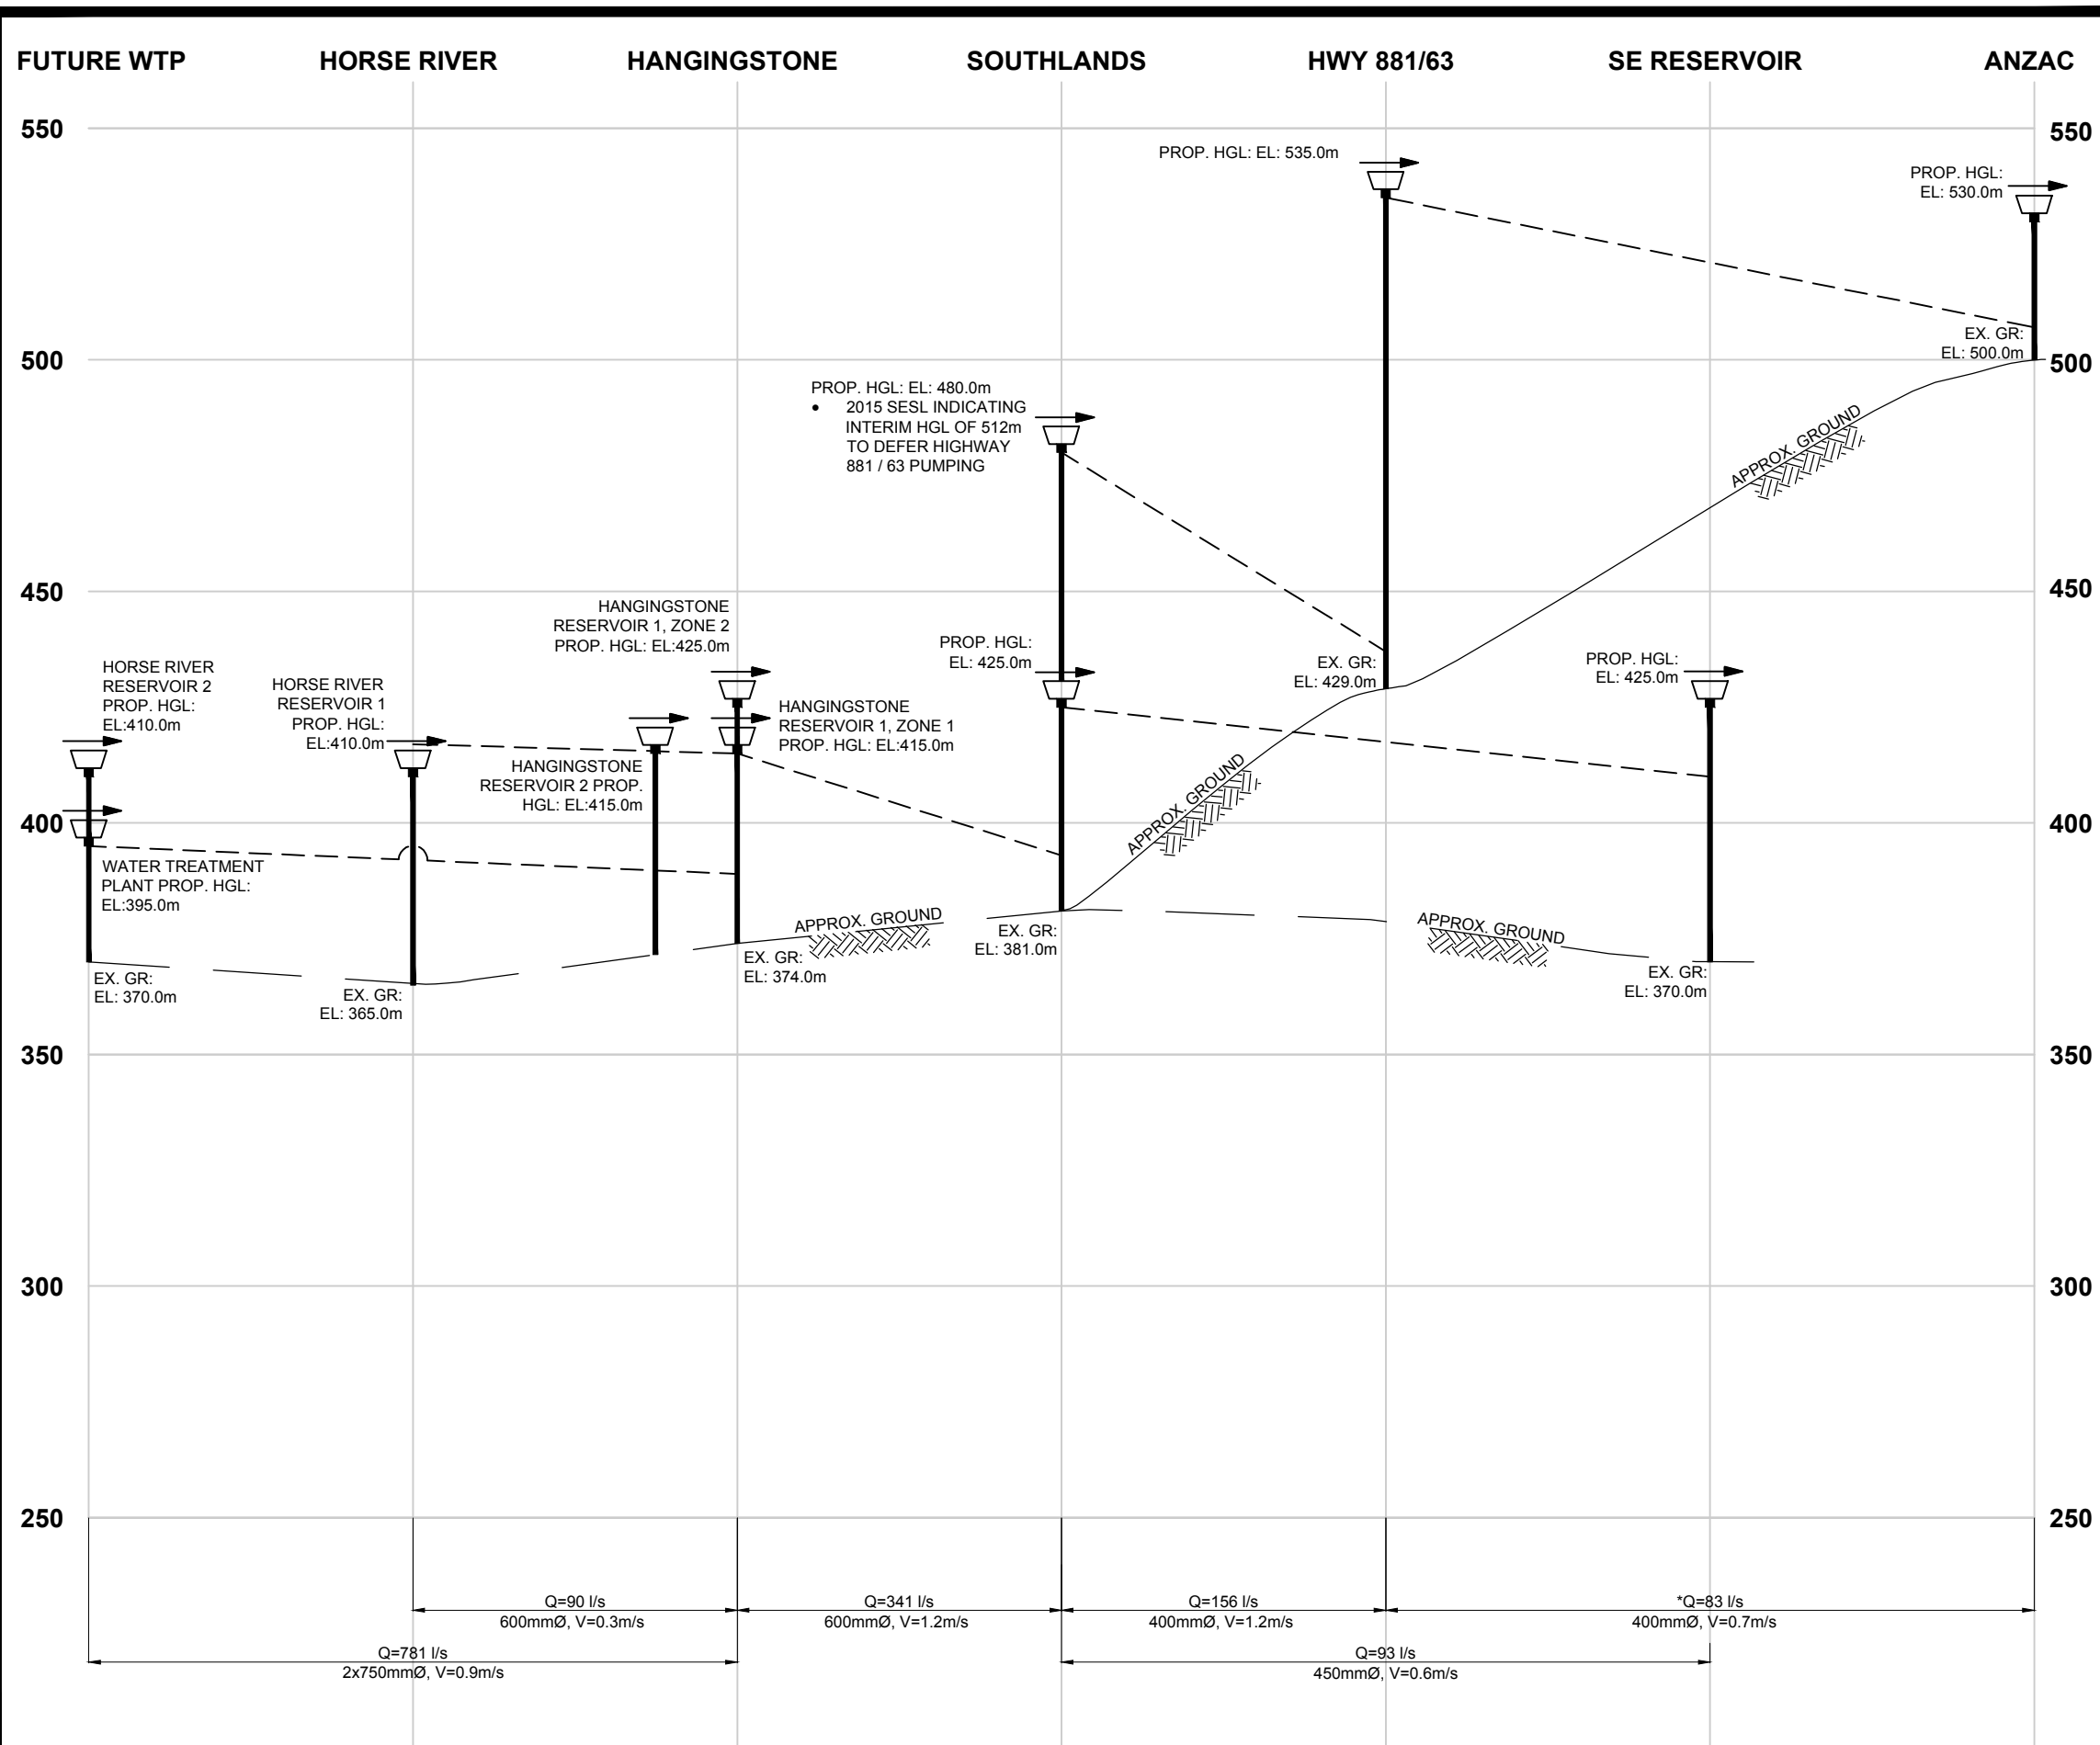 FUTURE WTP
HORSE RIVER
HANGINGSTONE
SOUTHLANDS
HWY 881/63
SE RESERVOIR
ANZAC
550
550
PROP. HGL: EL: 535.0m
PROP. HGL:
EL: 530.0m
EX. GR:
EL: 500.0m
500
500
PROP. HGL: EL: 480.0m
• 2015 SESL INDICATING
INTERIM HGL OF 512m
TO DEFER HIGHWAY
881 / 63 PUMPING
APPROX. GROUND
450
450
HANGINGSTONE
RESERVOIR 1, ZONE 2
PROP. HGL: EL:425.0m
PROP. HGL:
EL: 425.0m
EX. GR:
EL: 429.0m
PROP. HGL:
EL: 425.0m
HORSE RIVER
RESERVOIR 2
PROP. HGL:
EL:410.0m
HORSE RIVER
RESERVOIR 1
PROP. HGL:
EL:410.0m
HANGINGSTONE
RESERVOIR 1, ZONE 1
PROP. HGL: EL:415.0m
HANGINGSTONE
RESERVOIR 2 PROP.
HGL: EL:415.0m
APPROX. GROUND
400
400
WATER TREATMENT
PLANT PROP. HGL:
EL:395.0m
APPROX. GROUND
APPROX. GROUND
EX. GR:
EL: 370.0m
EX. GR:
EL: 365.0m
EX. GR:
EL: 374.0m
EX. GR:
EL: 381.0m
EX. GR:
EL: 370.0m
350
350
300
300
250
250
Q=90 l/s
600mmØ, V=0.3m/s
Q=341 l/s
600mmØ, V=1.2m/s
Q=156 l/s
400mmØ, V=1.2m/s
*Q=83 l/s
400mmØ, V=0.7m/s
Q=781 l/s
2x750mmØ, V=0.9m/s
Q=93 l/s
450mmØ, V=0.6m/s